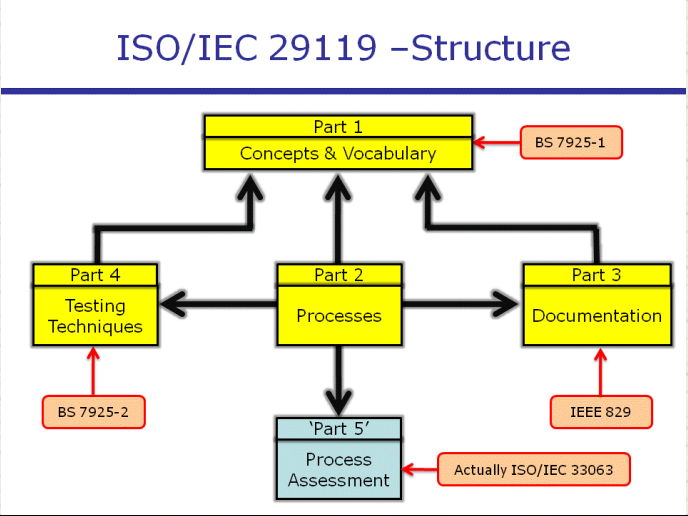 ISO/IEC 29119 –Structure
Part 1
Concepts & Vocabulary
BS 7925-1
Part 4
Testing
Techniques
Part 2
Processes
Part 3
Documentation
BS 7925-2
IEEE 829
‘Part 5’
Process
Assessment
Actually ISO/IEC 33063